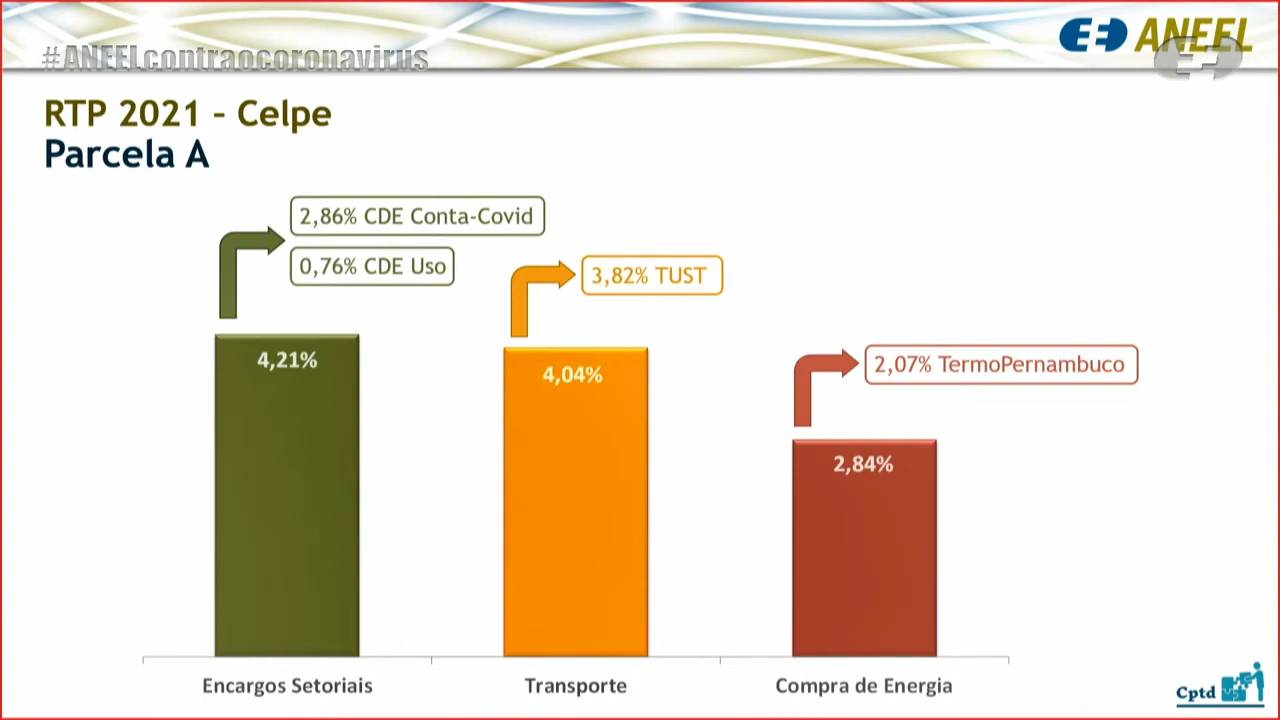 #ANEELcontraocoronavirus
ANEEL
RTP 2021 – Celpe
Parcela A
2,86% CDE Conta-Covid
0,76% CDE Uso
3,82% TUST
2,07% TermoPernambuco
4,21%
4,04%
2,84%
Encargos Setoriais
Transporte
Compra de Energia
Cptd